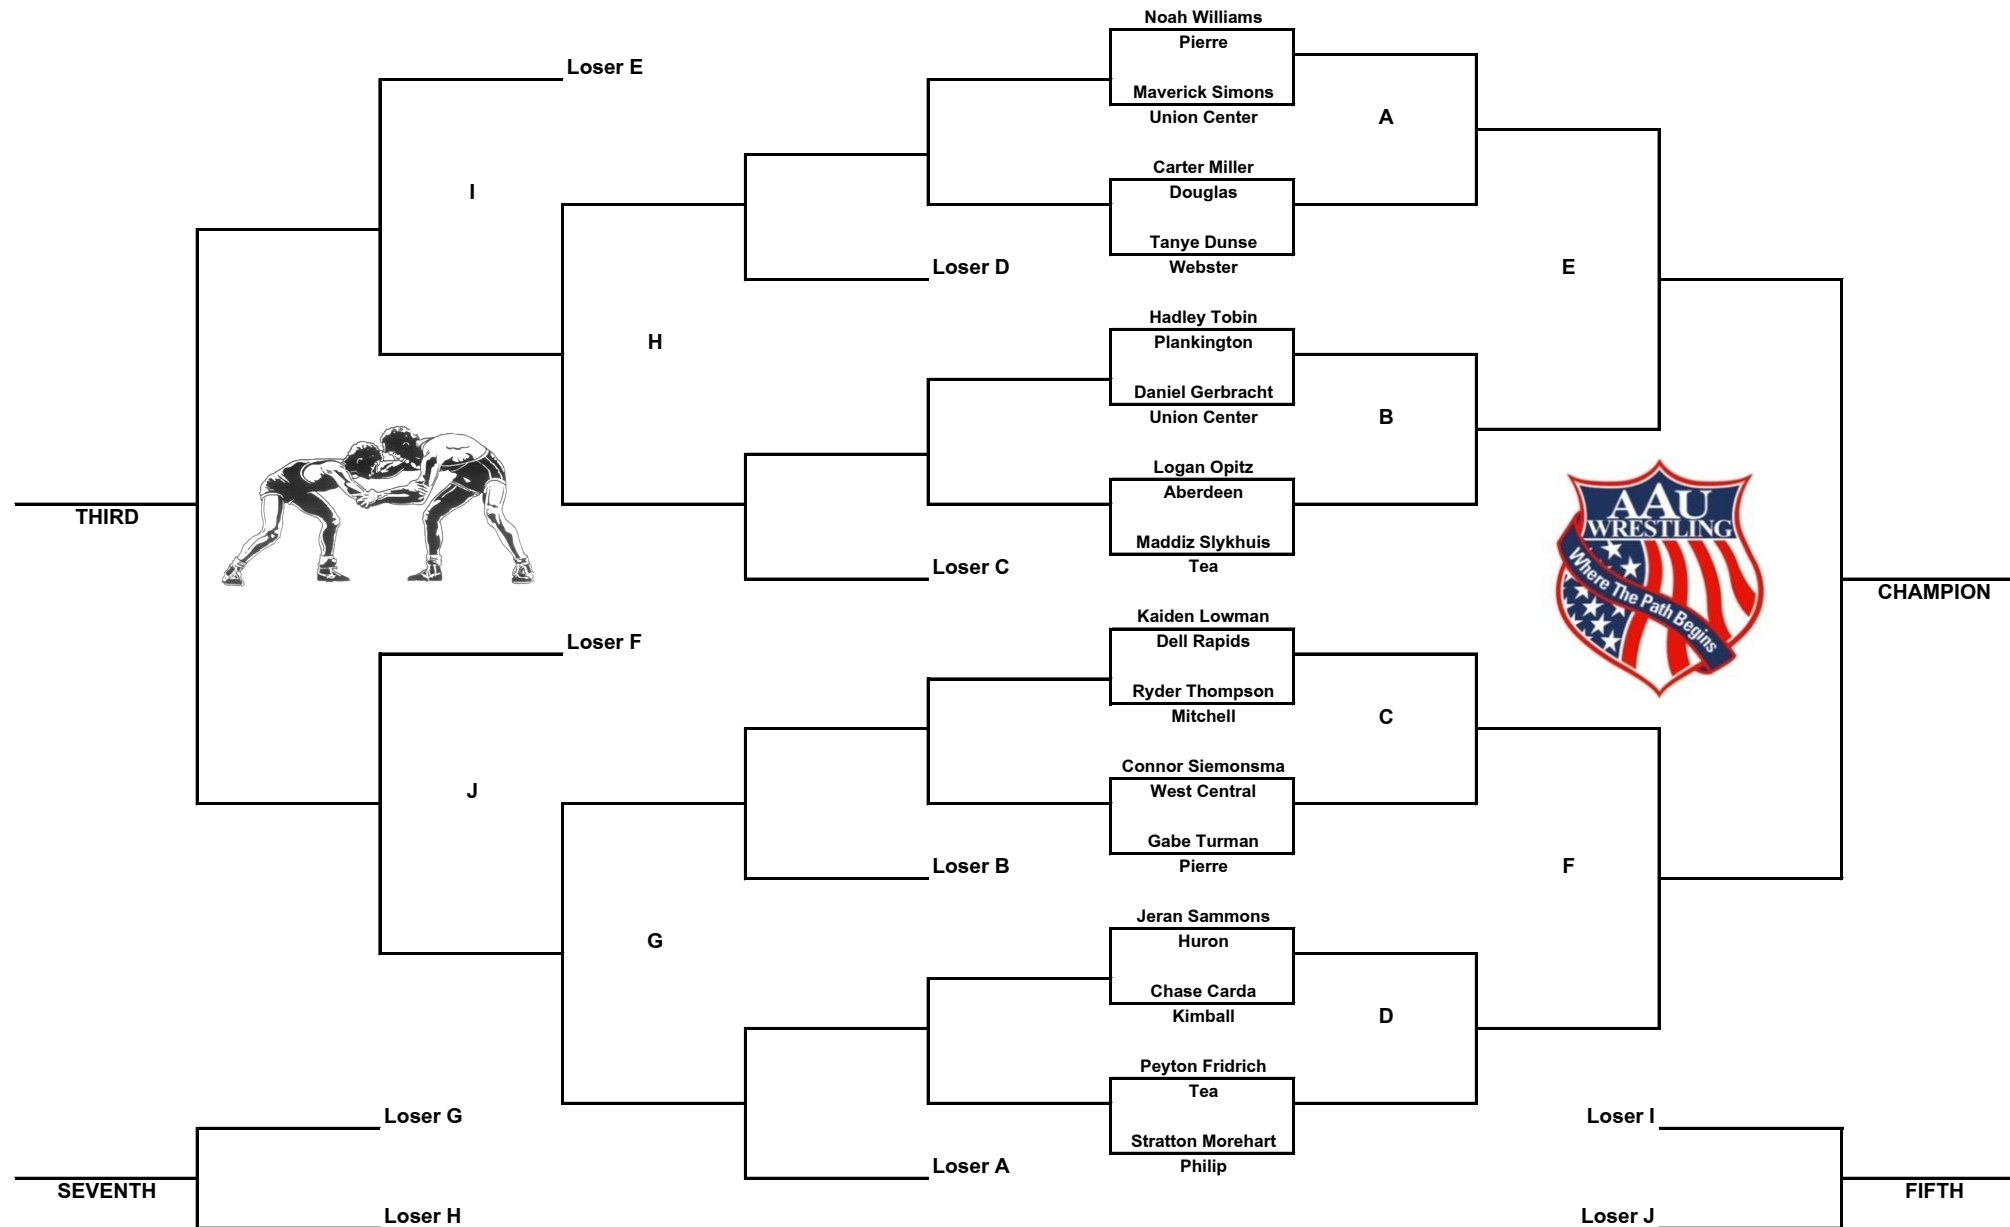 Noah Williams
Pierre
Loser E
Maverick Simons
Union Center
A
Carter Miller
Douglas
I
Tanye Dunse
Webster
Loser D
E
Hadley Tobin
Plankington
H
Daniel Gerbracht
Union Center
B
Logan Opitz
Aberdeen
AAU
WRESTLING
Where The Path Begins
THIRD
Maddiz Slykhuis
Tea
Loser C
CHAMPION
Kaiden Lowman
Dell Rapids
Loser F
Ryder Thompson
Mitchell
C
Connor Siemonsma
West Central
J
Gabe Turman
Pierre
Loser B
F
Jeran Sammons
Huron
G
Chase Carda
Kimball
D
Peyton Fridrich
Tea
Loser G
Loser I
Stratton Morehart
Philip
Loser A
SEVENTH
FIFTH
Loser H
Loser J